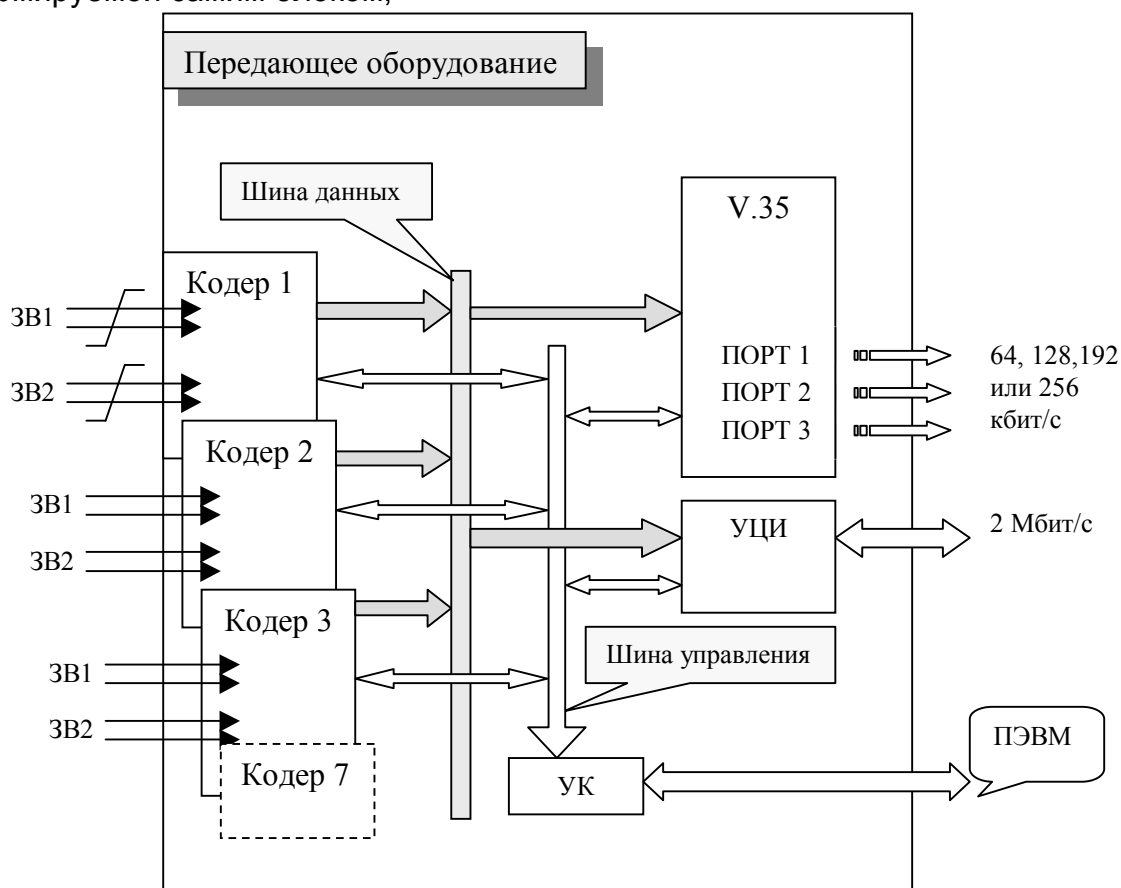 Передающее оборудование
Шина данных
V.35
Кодер 1
ЗВ1
ЗВ2
ПОРТ 1
ПОРТ 2
ПОРТ 3
64, 128,192
или 256
кбит/с
Кодер 2
ЗВ1
ЗВ2
УЦИ
2 Мбит/с
Кодер 3
ЗВ1
ЗВ2
Шина управления
Кодер 7
УК
ПЭВМ